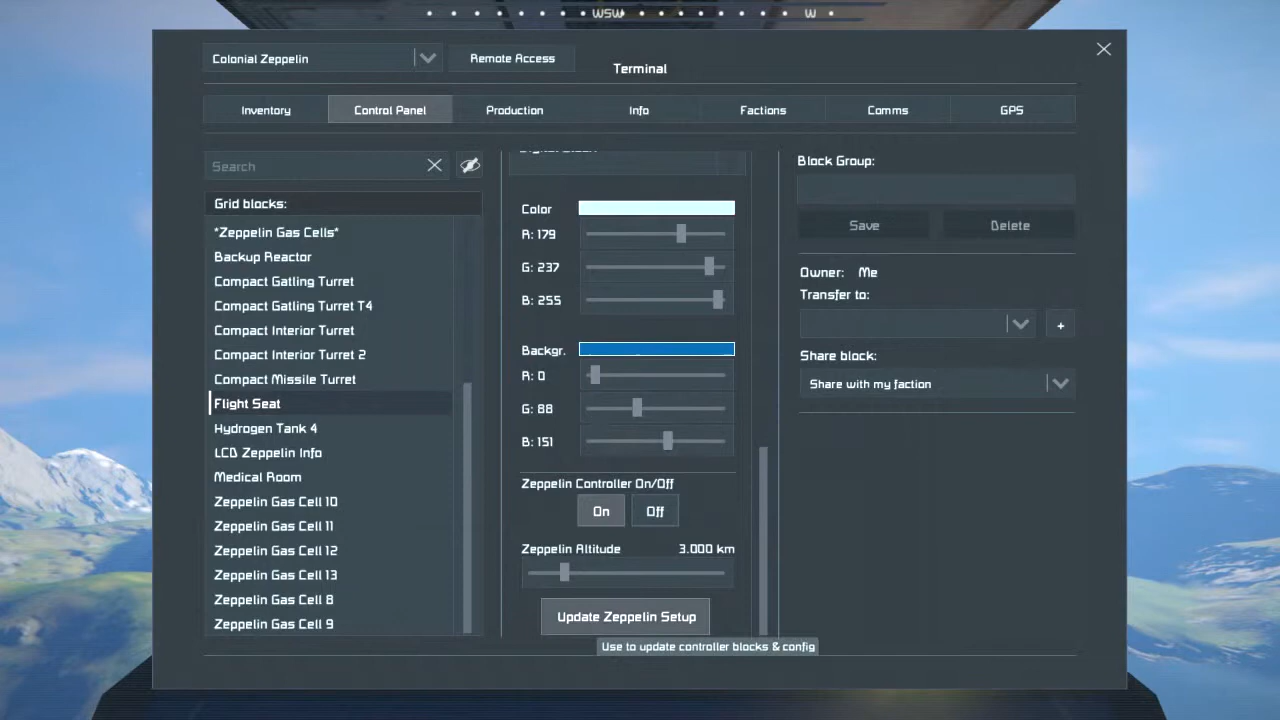 WSW W
Colonial Zeppelin
Remote Access
Terminal
Inventory
Control Panel
Production
Info
Factions
Comms
GPS
Search
Grid blocks:
*Zeppelin Gas Cells*
Backup Reactor
Compact Gatling Turret
Compact Gatling Turret T4
Compact Interior Turret
Compact Interior Turret 2
Compact Missile Turret
Flight Seat
Hydrogen Tank 4
LCD Zeppelin Info
Medical Room
Zeppelin Gas Cell 10
Zeppelin Gas Cell 11
Zeppelin Gas Cell 12
Zeppelin Gas Cell 13
Zeppelin Gas Cell 8
Zeppelin Gas Cell 9
Color
R: 179
G: 237
B: 255
Backgr.
R: 0
G: 88
B: 151
Zeppelin Controller On/Off
On
Off
Zeppelin Altitude 3.000 km
Update Zeppelin Setup
Use to update controller blocks & config
Block Group:
Save
Delete
Owner: Me
Transfer to:
+
Share block:
Share with my faction